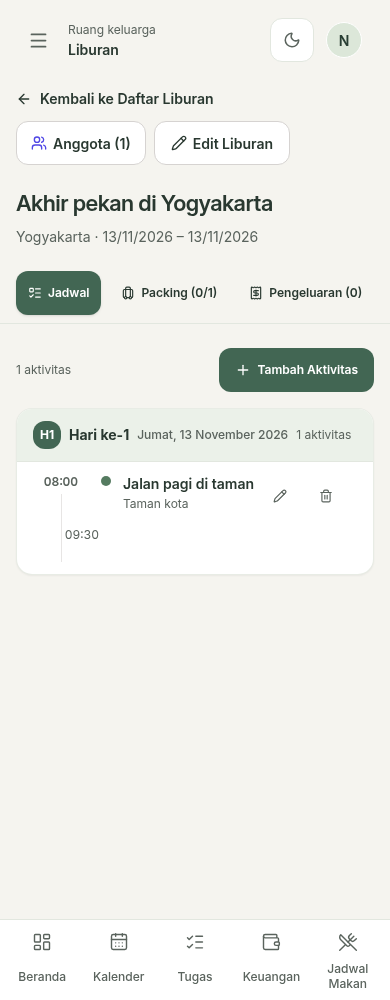 Ruang keluarga
Liburan
N
Kembali ke Daftar Liburan
Anggota (1)
Edit Liburan
Akhir pekan di Yogyakarta
Yogyakarta · 13/11/2026 – 13/11/2026
Jadwal
Packing (0/1)
Pengeluaran (0)
1 aktivitas
Tambah Aktivitas
H1 Hari ke-1 Jumat, 13 November 2026 1 aktivitas
08:00
Jalan pagi di taman
Taman kota
09:30
Beranda
Kalender
Tugas
Keuangan
Jadwal
Makan